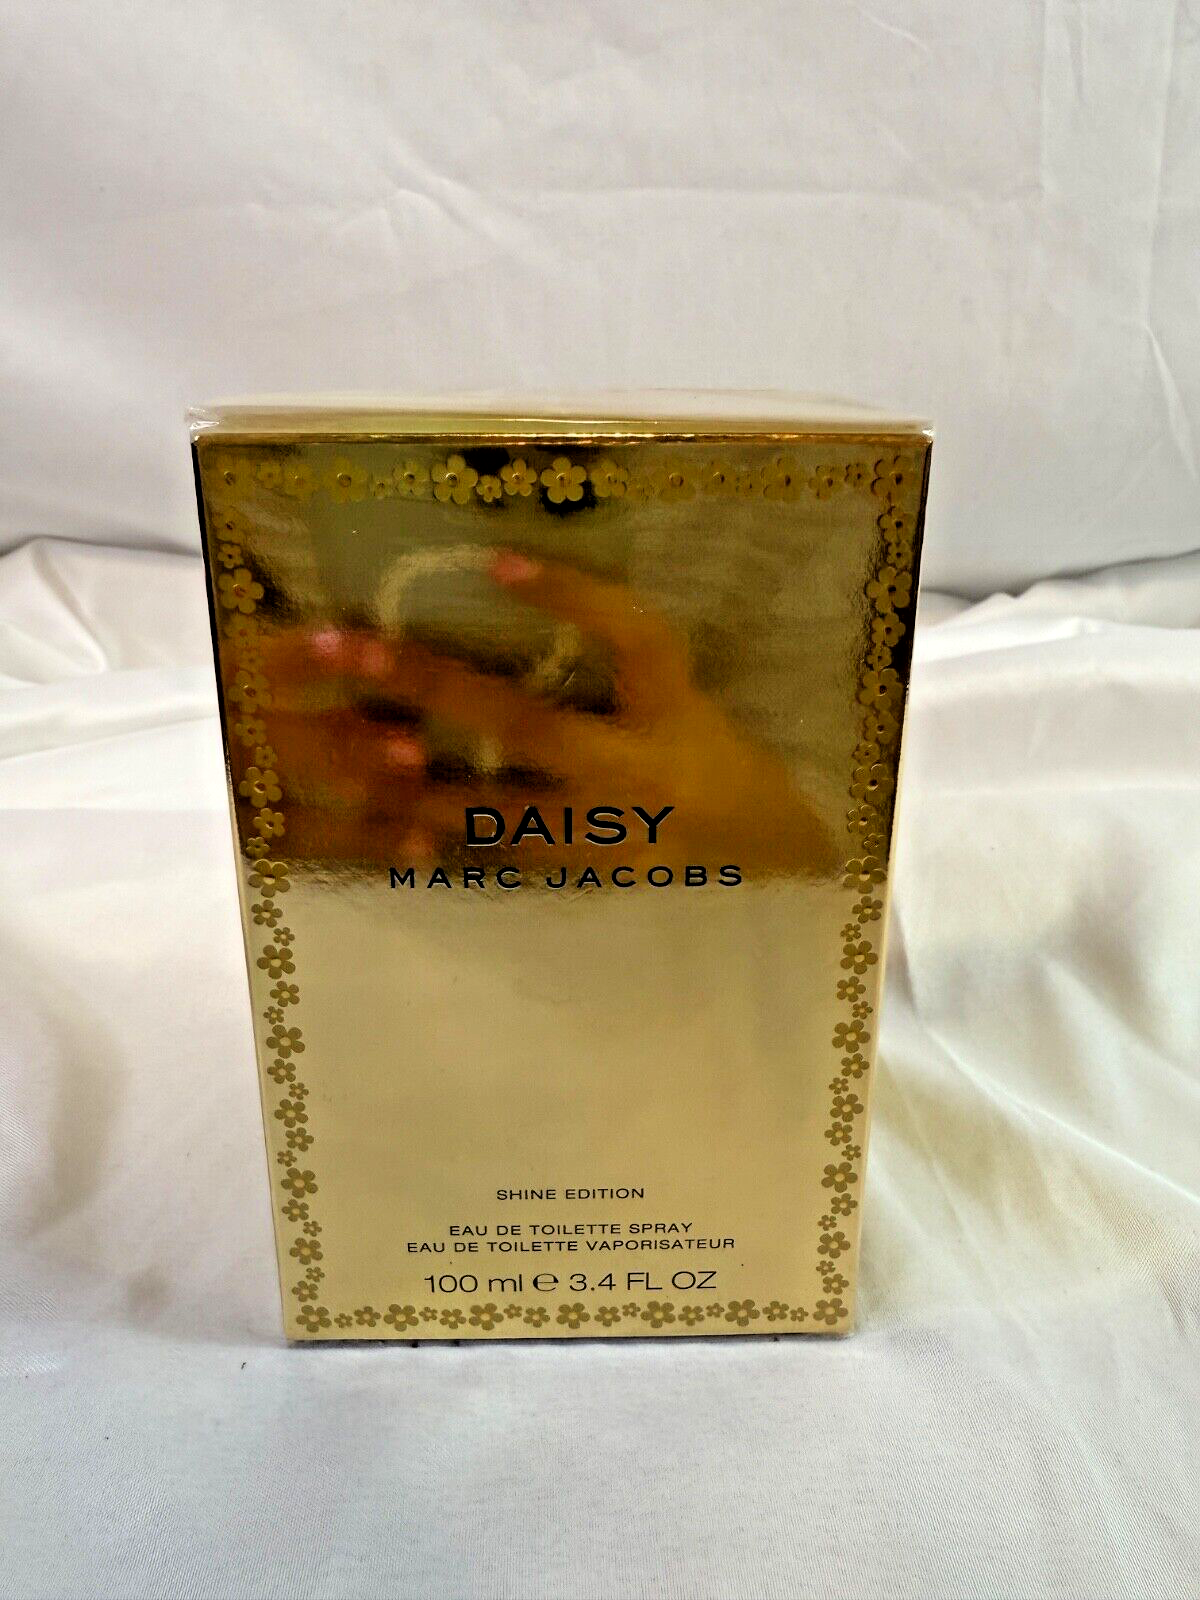 DAISY
MARC JACOBS
SHINE EDITION
EAU DE TOILETTE SPRAY
EAU DE TOILETTE VAPORISATEUR
100 ml ℮ 3.4 FL OZ